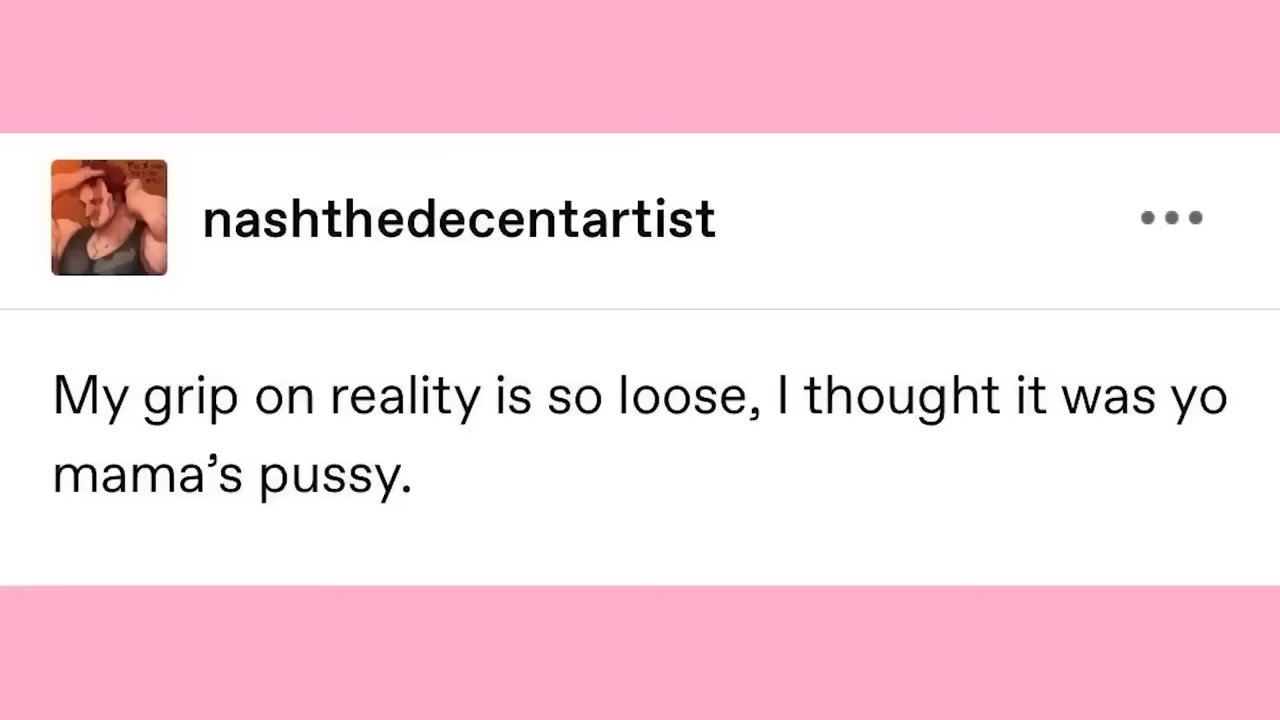 nashthedecentartist
My grip on reality is so loose, I thought it was yo
mama’s pussy.